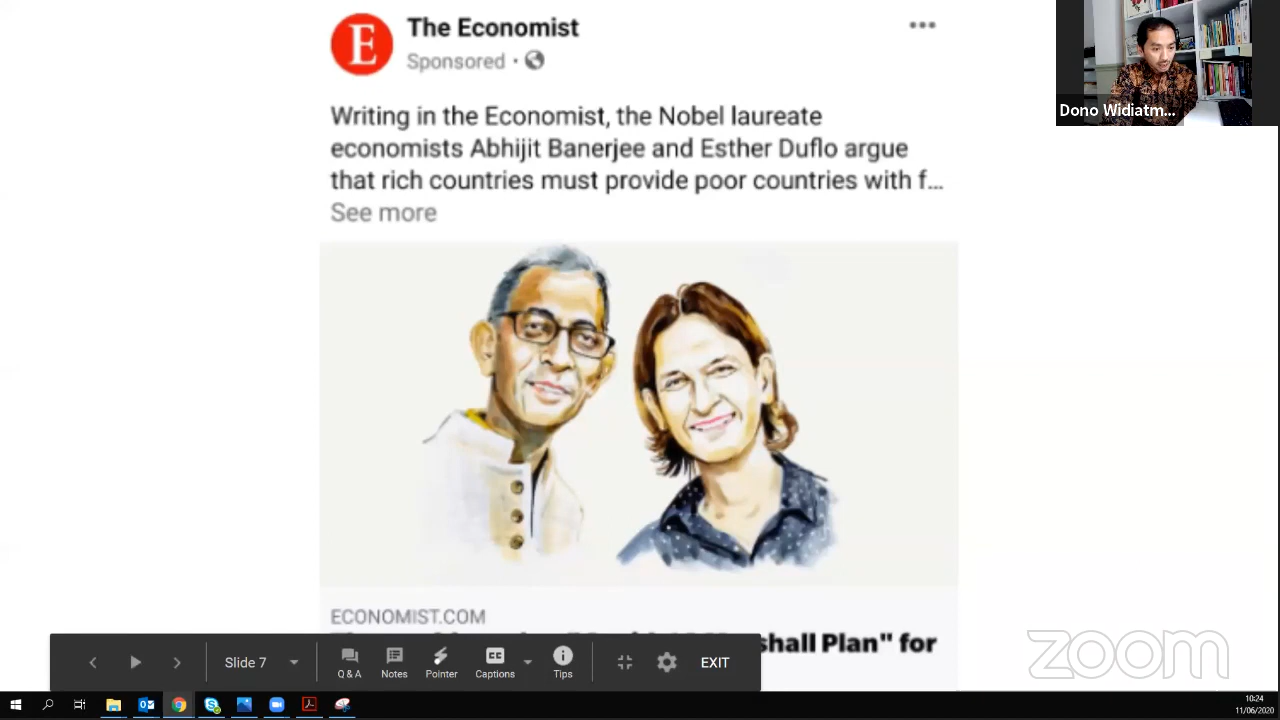 The Economist
Sponsored ·
Writing in the Economist, the Nobel laureate
economists Abhijit Banerjee and Esther Duflo argue
that rich countries must provide poor countries with f...
See more
ECONOMIST.COM
Plan" for
Dono Widiatm...
Slide 7
Q & A
Notes
Pointer
CC
Captions
Tips
EXIT
zoom
10:24
11/06/2020